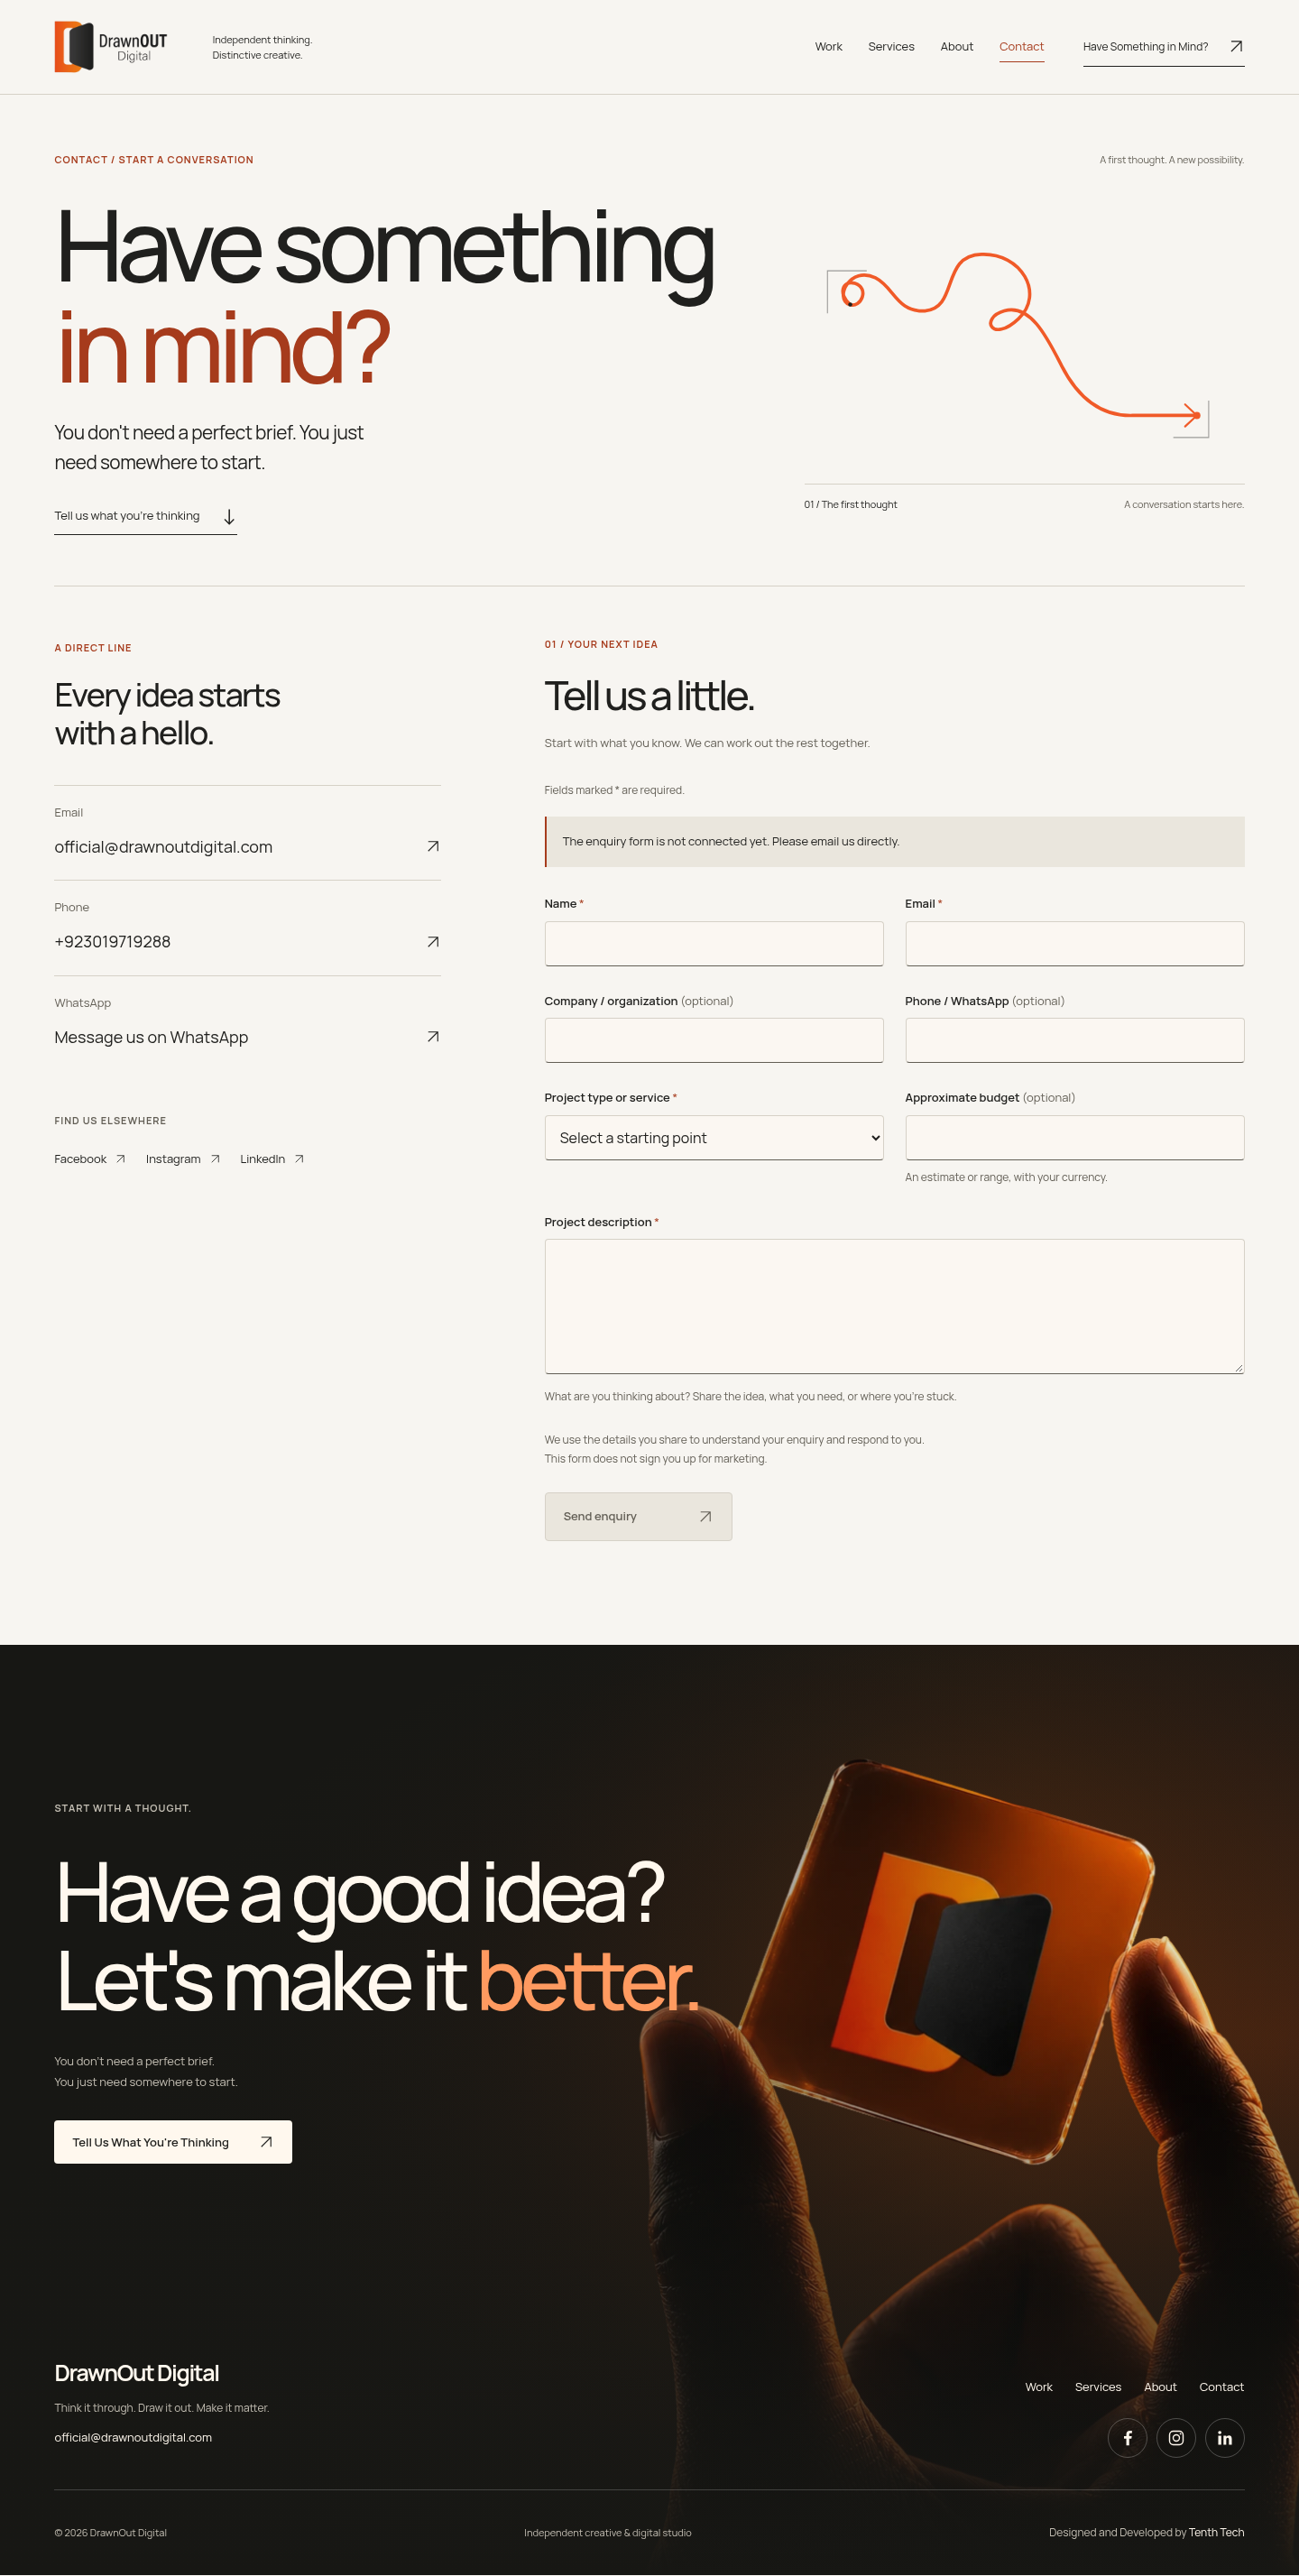 DrawnOUT
Digital
Independent thinking.
Distinctive creative.
Work
Services
About
Contact
Have Something in Mind?
CONTACT / START A CONVERSATION
A first thought. A new possibility.
Have something
in mind?
You don't need a perfect brief. You just
need somewhere to start.
Tell us what you're thinking
01 / The first thought
A conversation starts here.
A DIRECT LINE
Every idea starts
with a hello.
Email
official@drawnoutdigital.com
Phone
+923019719288
WhatsApp
Message us on WhatsApp
FIND US ELSEWHERE
Facebook
Instagram
LinkedIn
01 / YOUR NEXT IDEA
Tell us a little.
Start with what you know. We can work out the rest together.
Fields marked * are required.
The enquiry form is not connected yet. Please email us directly.
Name *
Email *
Company / organization (optional)
Phone / WhatsApp (optional)
Project type or service *
Select a starting point
Approximate budget (optional)
An estimate or range, with your currency.
Project description *
What are you thinking about? Share the idea, what you need, or where you're stuck.
We use the details you share to understand your enquiry and respond to you.
This form does not sign you up for marketing.
Send enquiry
START WITH A THOUGHT.
Have a good idea?
Let's make it better.
You don't need a perfect brief.
You just need somewhere to start.
Tell Us What You're Thinking
DrawnOut Digital
Think it through. Draw it out. Make it matter.
official@drawnoutdigital.com
Work
Services
About
Contact
© 2026 DrawnOut Digital
Independent creative & digital studio
Designed and Developed by Tenth Tech